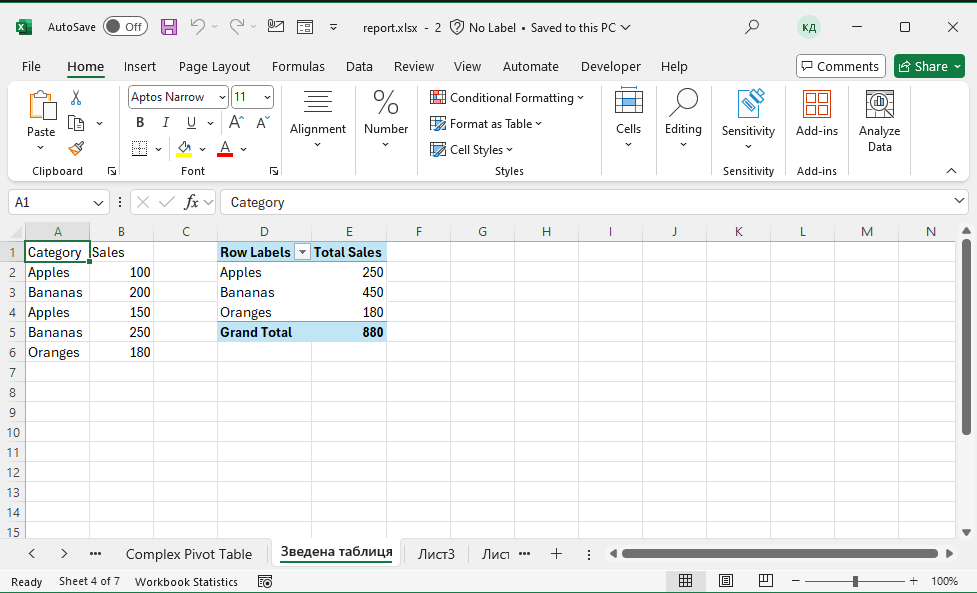 AutoSave Off report.xlsx - 2 No Label • Saved to this PC КД
File Home Insert Page Layout Formulas Data Review View Automate Developer Help Comments Share
Paste Aptos Narrow 11 Alignment Number Conditional Formatting Format as Table Cell Styles Cells Editing Sensitivity Add-ins Analyze Data
B I U A A A
Clipboard Font Styles Sensitivity Add-ins
A1 fx Category
A B C D E F G H I J K L M N
1 Category Sales Row Labels Total Sales
2 Apples 100 Apples 250
3 Bananas 200 Bananas 450
4 Apples 150 Oranges 180
5 Bananas 250 Grand Total 880
6 Oranges 180
7
8
9
10
11
12
13
14
15
Complex Pivot Table Зведена таблиця Лист3 Лист
Ready Sheet 4 of 7 Workbook Statistics 100%